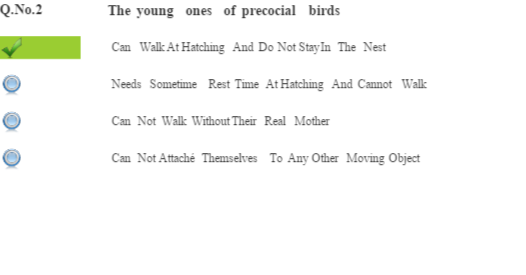 Q.No.2 The young ones of precocial birds
Can Walk At Hatching And Do Not Stay In The Nest
Needs Sometime Rest Time At Hatching And Cannot Walk
Can Not Walk Without Their Real Mother
Can Not Attaché Themselves To Any Other Moving Object